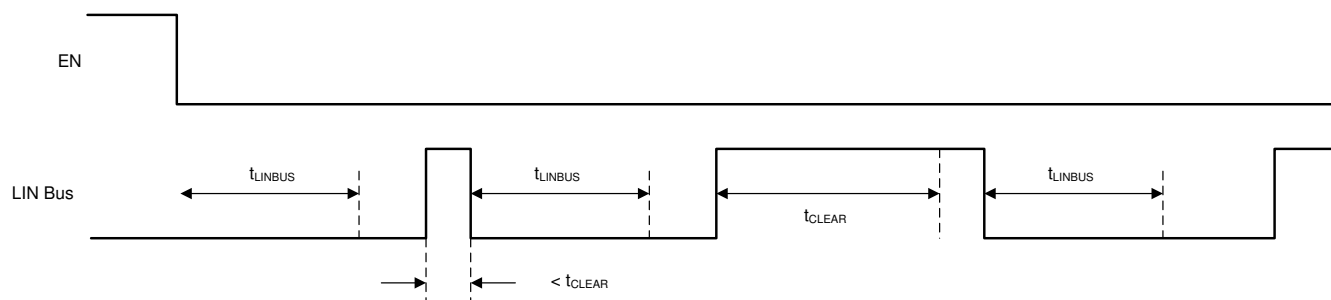 EN
LIN Bus
tLINBUS
tLINBUS
tCLEAR
tLINBUS
< tCLEAR